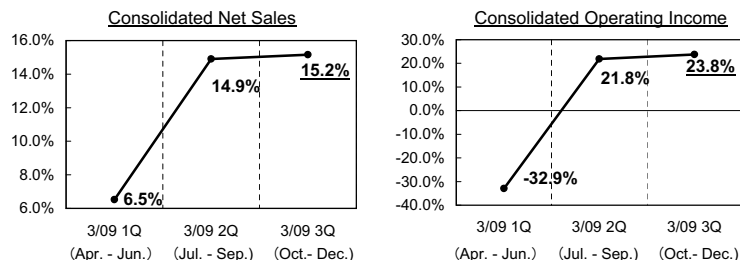 Consolidated Net Sales
16.0%
14.0%
12.0%
10.0%
8.0%
6.0%
6.5%
14.9%
15.2%
3/09 1Q
(Apr. - Jun.)
3/09 2Q
(Jul. - Sep.)
3/09 3Q
(Oct.- Dec.)
Consolidated Operating Income
30.0%
20.0%
10.0%
0.0%
-10.0%
-20.0%
-30.0%
-40.0%
-32.9%
21.8%
23.8%
3/09 1Q
(Apr. - Jun.)
3/09 2Q
(Jul. - Sep.)
3/09 3Q
(Oct.- Dec.)